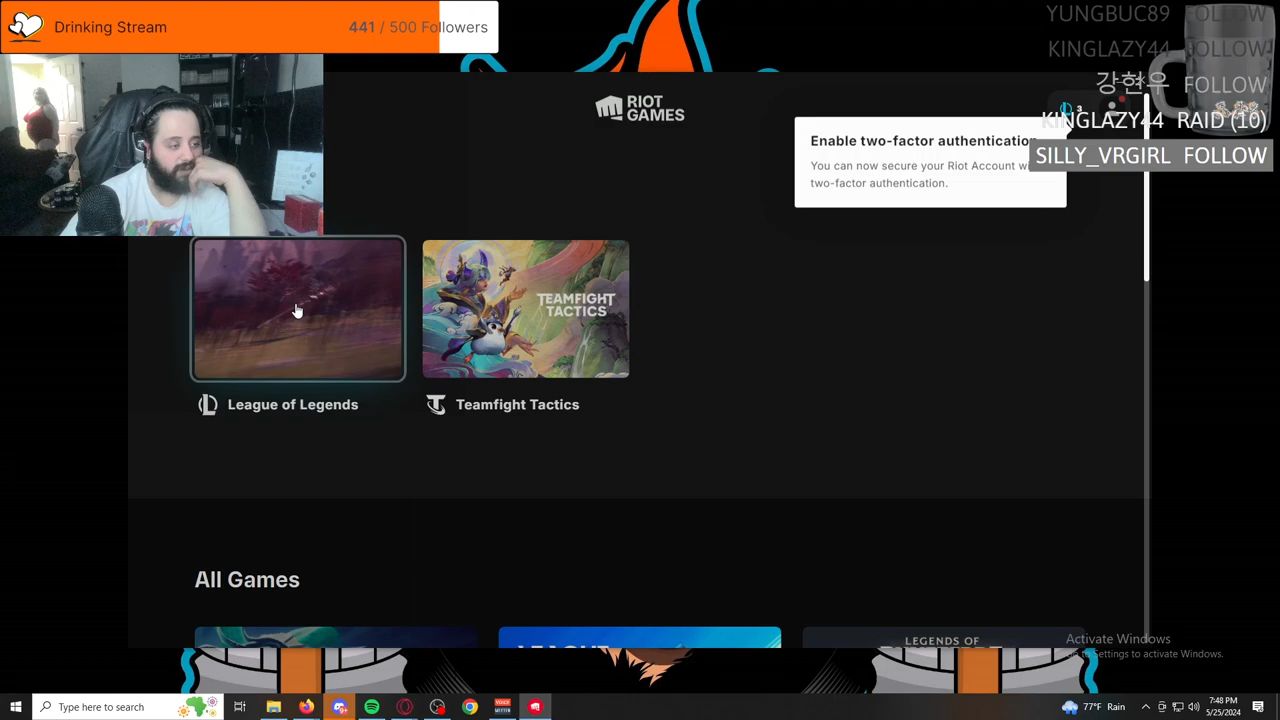 Drinking Stream
441 / 500 Followers
YUNGBUC89 FOLLOW
KINGLAZY44 FOLLOW
강현우 FOLLOW
KINGLAZY44 RAID (10)
SILLY_VRGIRL FOLLOW
RIOT
GAMES
3
Enable two-factor authentication
You can now secure your Riot Account
two-factor authentication.
TEAMFIGHT
TACTICS
League of Legends
Teamfight Tactics
All Games
LEGENDS OF
Activate Windows
Go to Settings to activate Windows.
Type here to search
77°F Rain
7:48 PM
5/25/2024